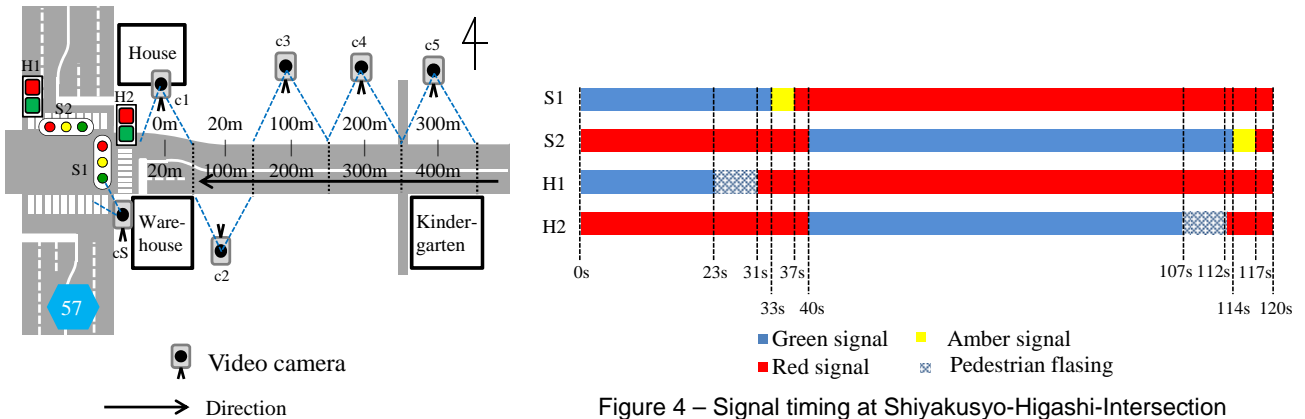 House
c3
c4
c5
H1
S2
H2
c1
0m 20m 100m 200m 300m
20m 100m 200m 300m 400m
S1
cS
Ware-
house
c2
Kinder-
garten
57
Video camera
Direction
S1
S2
H1
H2
0s 23s 31s 37s 107s 112s 117s
33s 40s 114s 120s
Green signal Amber signal
Red signal Pedestrian flasing
Figure 4 – Signal timing at Shiyakusyo-Higashi-Intersection